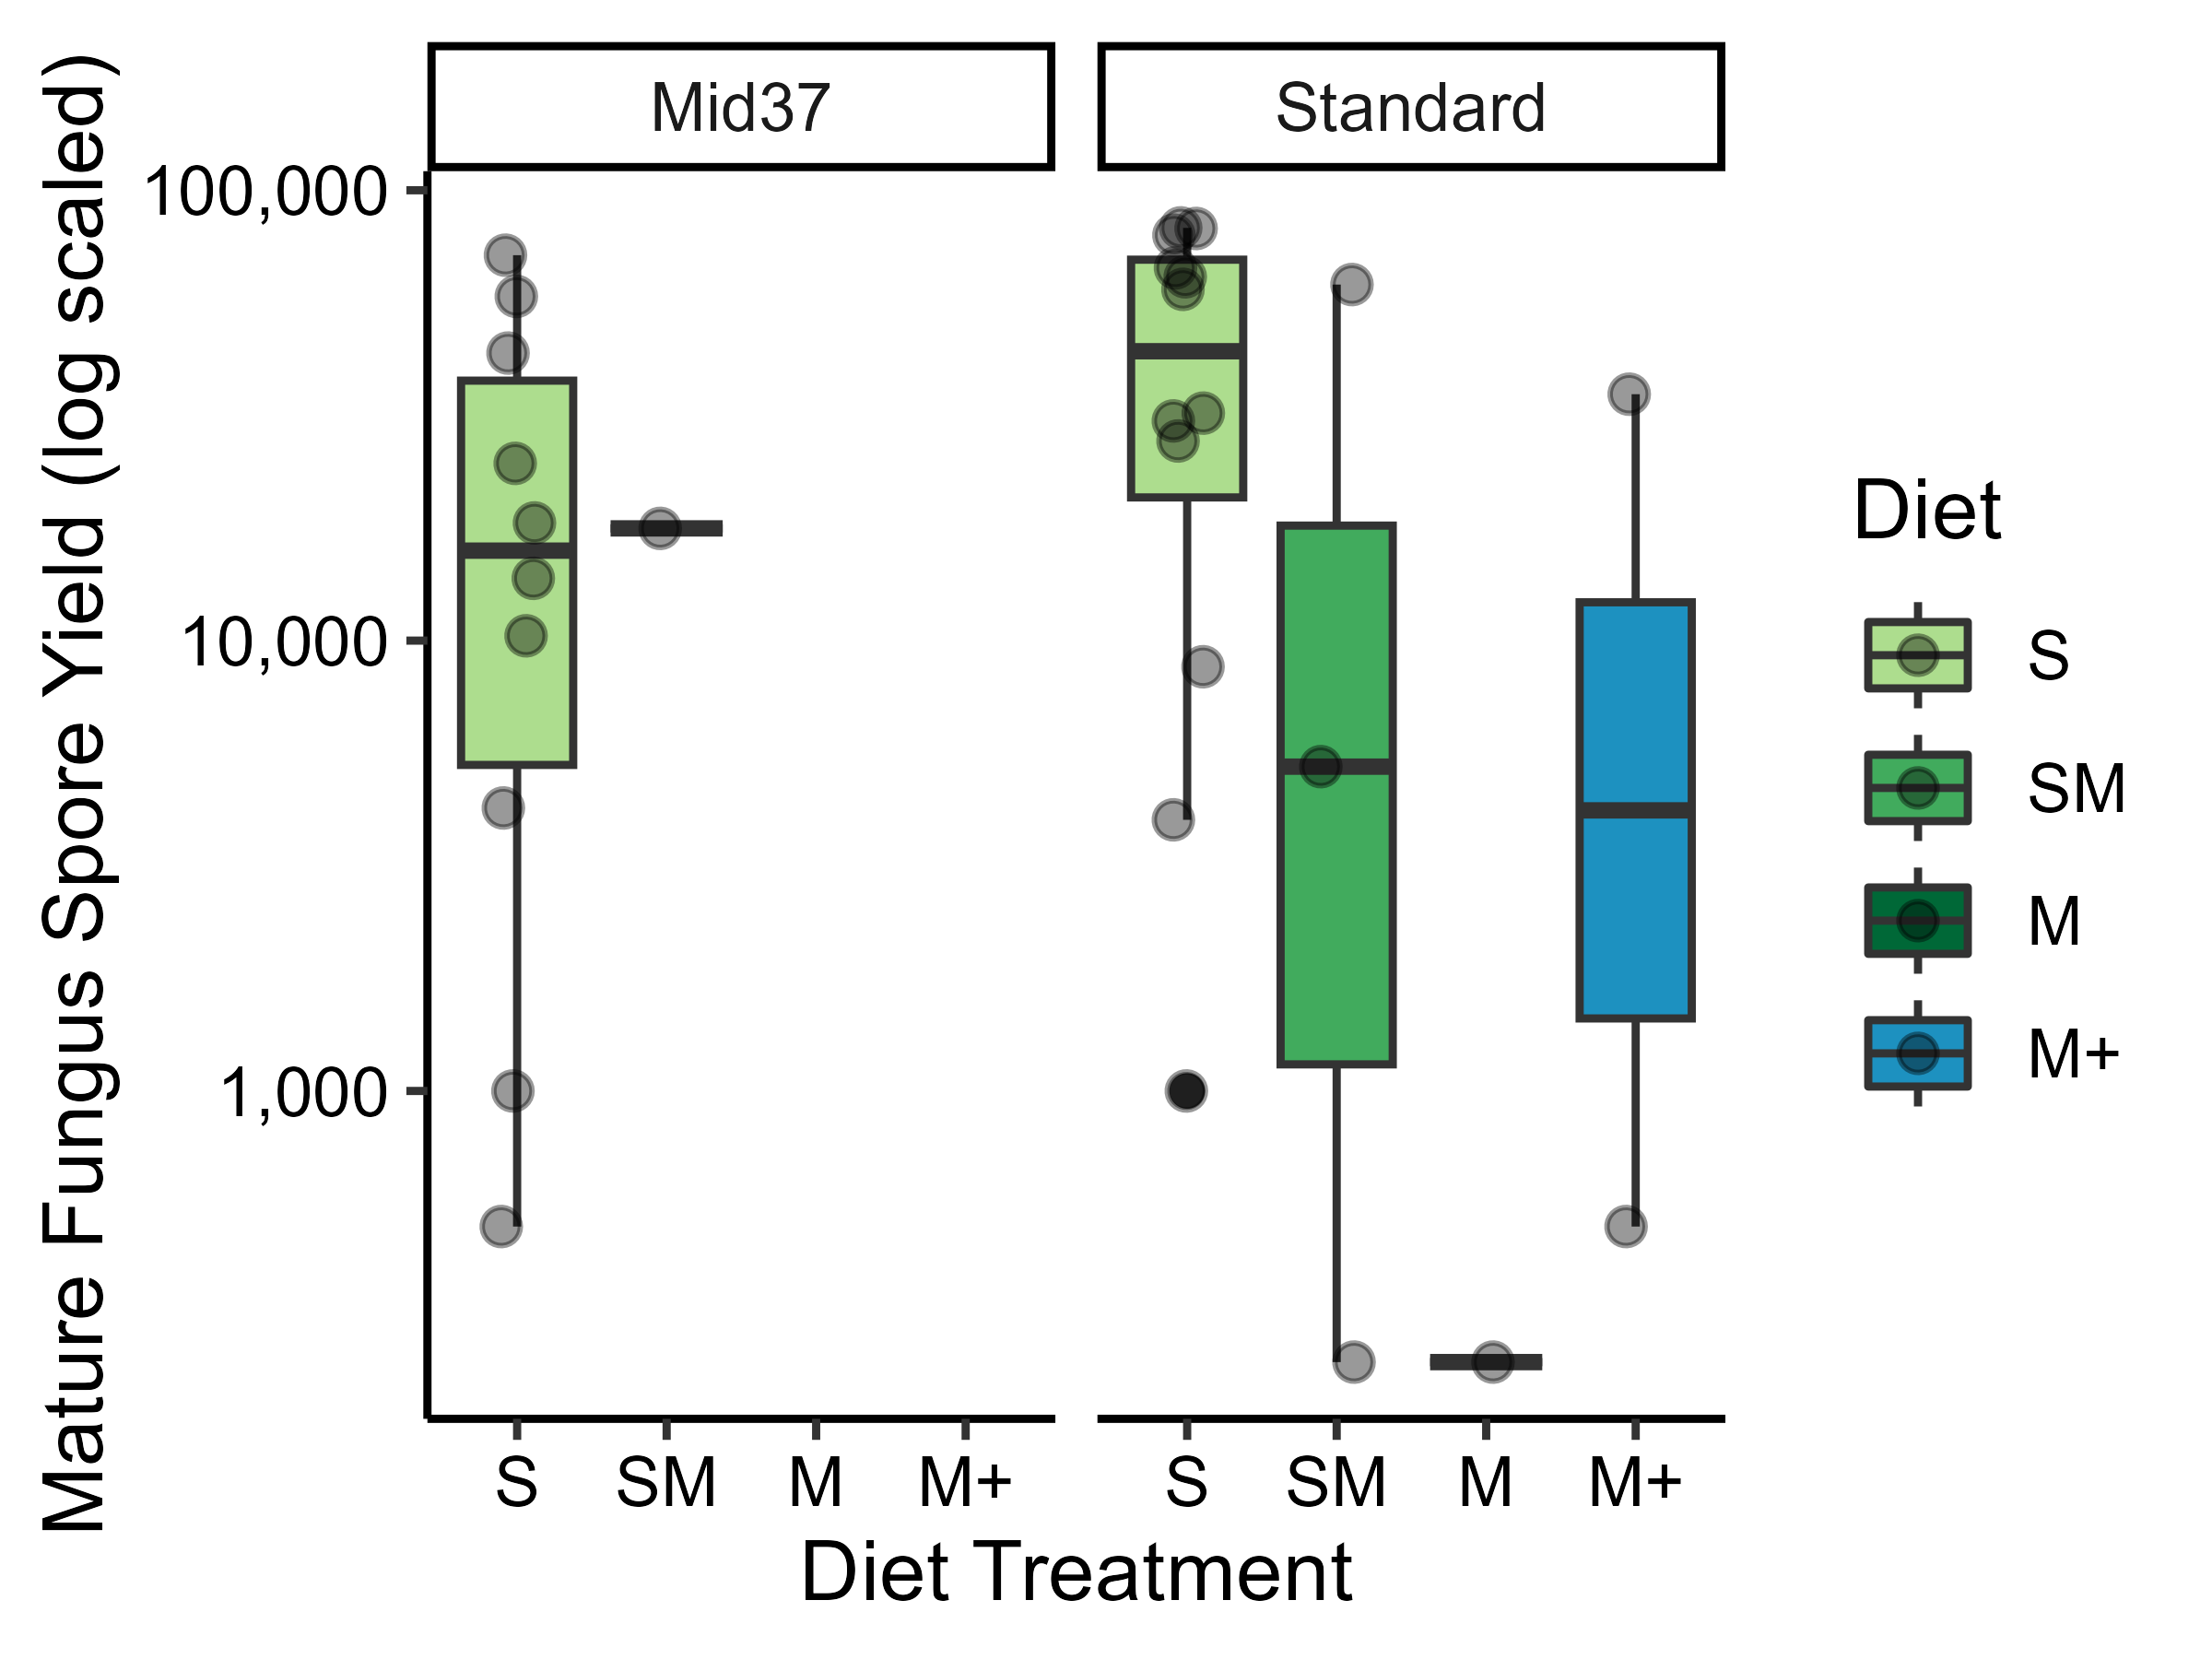 Mid37
Standard
Mature Fungus Spore Yield (log scaled)
100,000
10,000
1,000
S
SM
M
M+
S
SM
M
M+
Diet Treatment
Diet
S
SM
M
M+